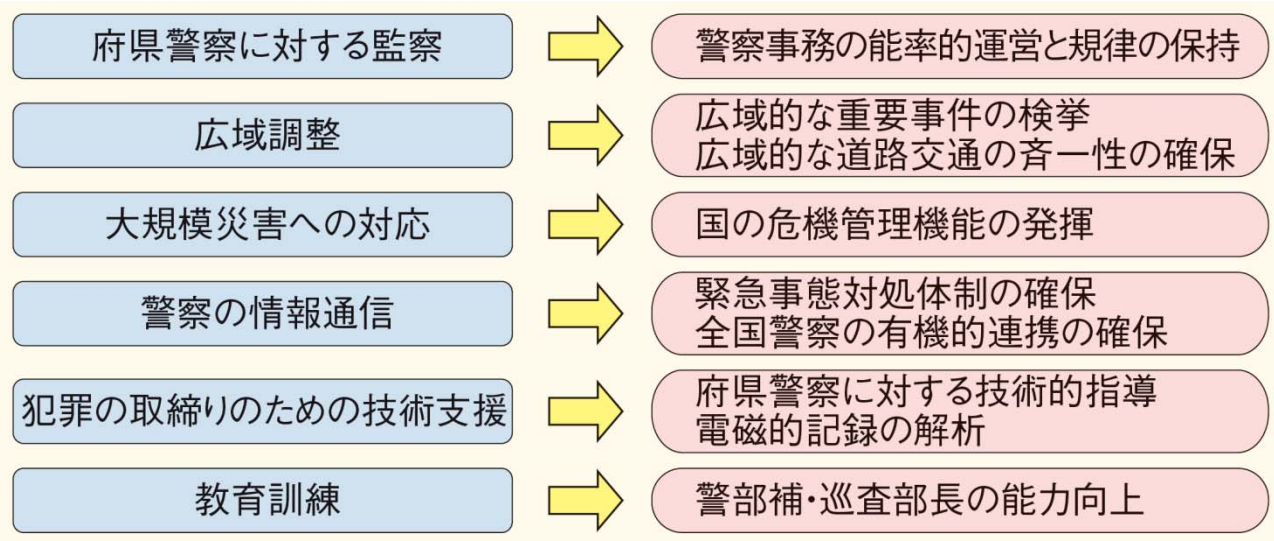 府県警察に対する監察
警察事務の能率的運営と規律の保持
広域調整
広域的な重要事件の検挙
広域的な道路交通の斉一性の確保
大規模災害への対応
国の危機管理機能の発揮
警察の情報通信
緊急事態対処体制の確保
全国警察の有機的連携の確保
犯罪の取締りのための技術支援
府県警察に対する技術的指導
電磁的記録の解析
教育訓練
警部補・巡査部長の能力向上